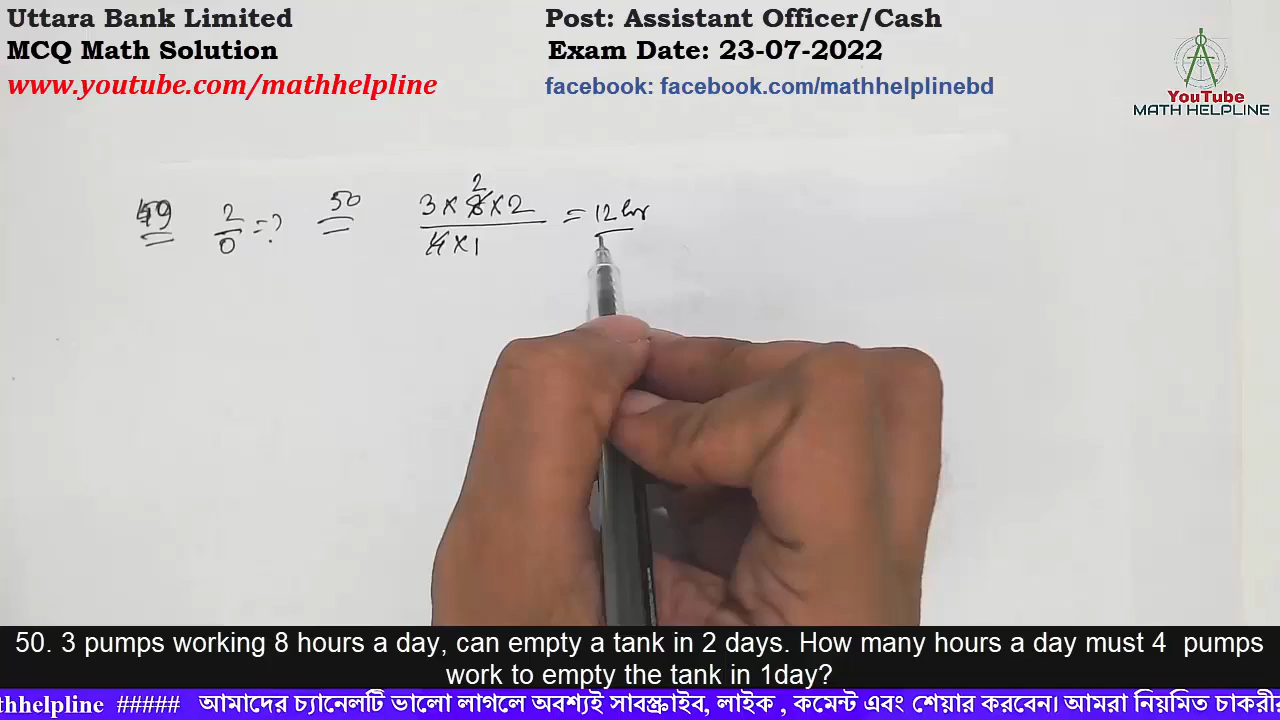 Uttara Bank Limited
Post: Assistant Officer/Cash
MCQ Math Solution
Exam Date: 23-07-2022
www.youtube.com/mathhelpline
facebook: facebook.com/mathhelplinebd
YouTube
MATH HELPLINE
49 2/0 = ? 50 3 × 8 × 2 / 4 × 1 = 12 hr
2
50. 3 pumps working 8 hours a day, can empty a tank in 2 days. How many hours a day must 4 pumps
work to empty the tank in 1day?
thhelpline ##### আমাদের চ্যানেলটি ভালো লাগলে অবশ্যই সাবস্ক্রাইব, লাইক , কমেন্ট এবং শেয়ার করবেন। আমরা নিয়মিত চাকরীর